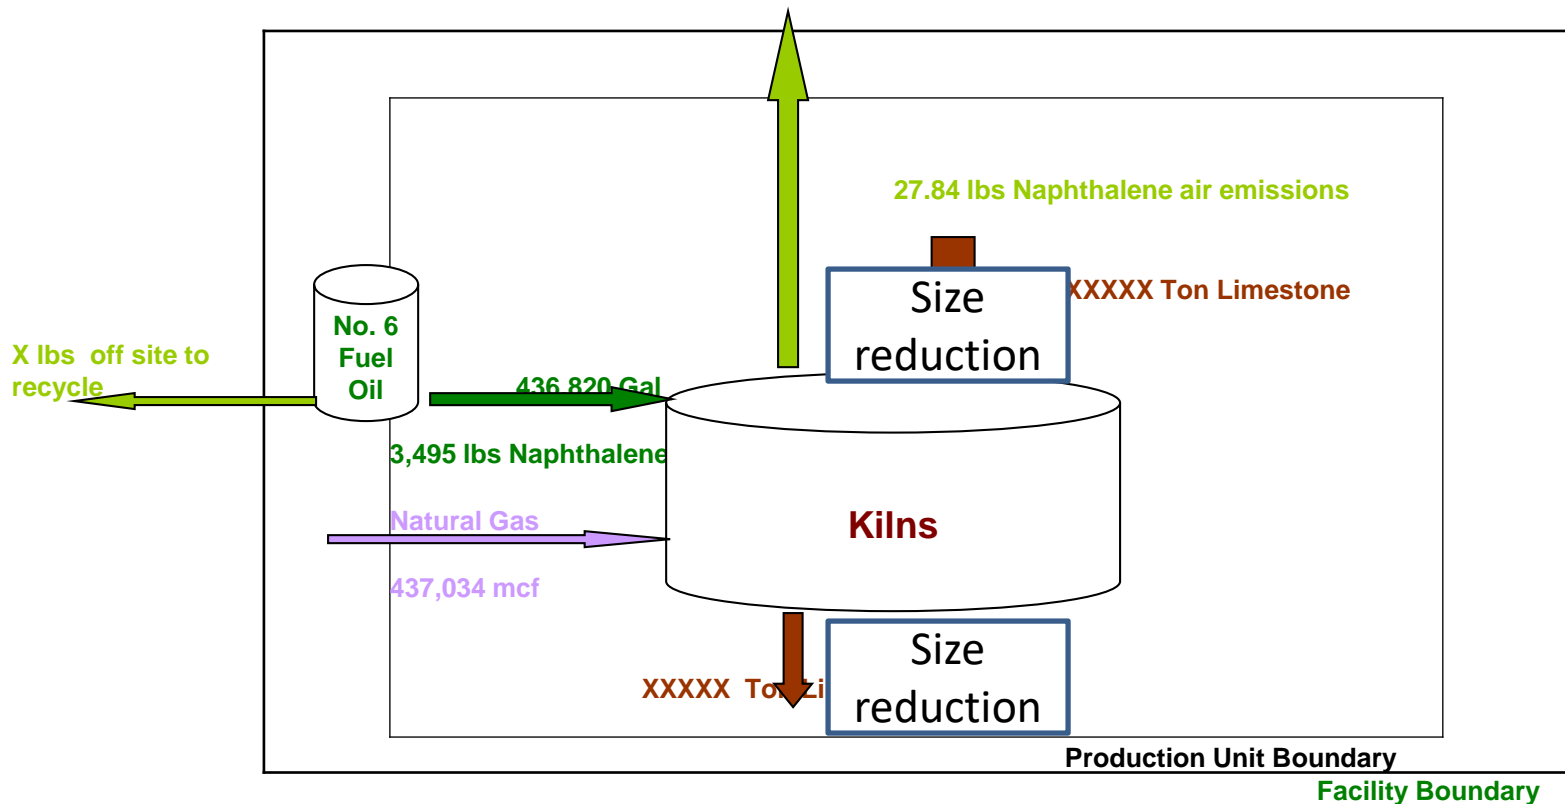 27.84 lbs Naphthalene air emissions
XXXXX Ton Limestone
Size
reduction
No. 6
Fuel
Oil
X lbs  off site to
recycle
436,820 Gal
3,495 lbs Naphthalene
Natural Gas
Kilns
437,034 mcf
Size
reduction
XXXXX
Production Unit Boundary
Facility Boundary